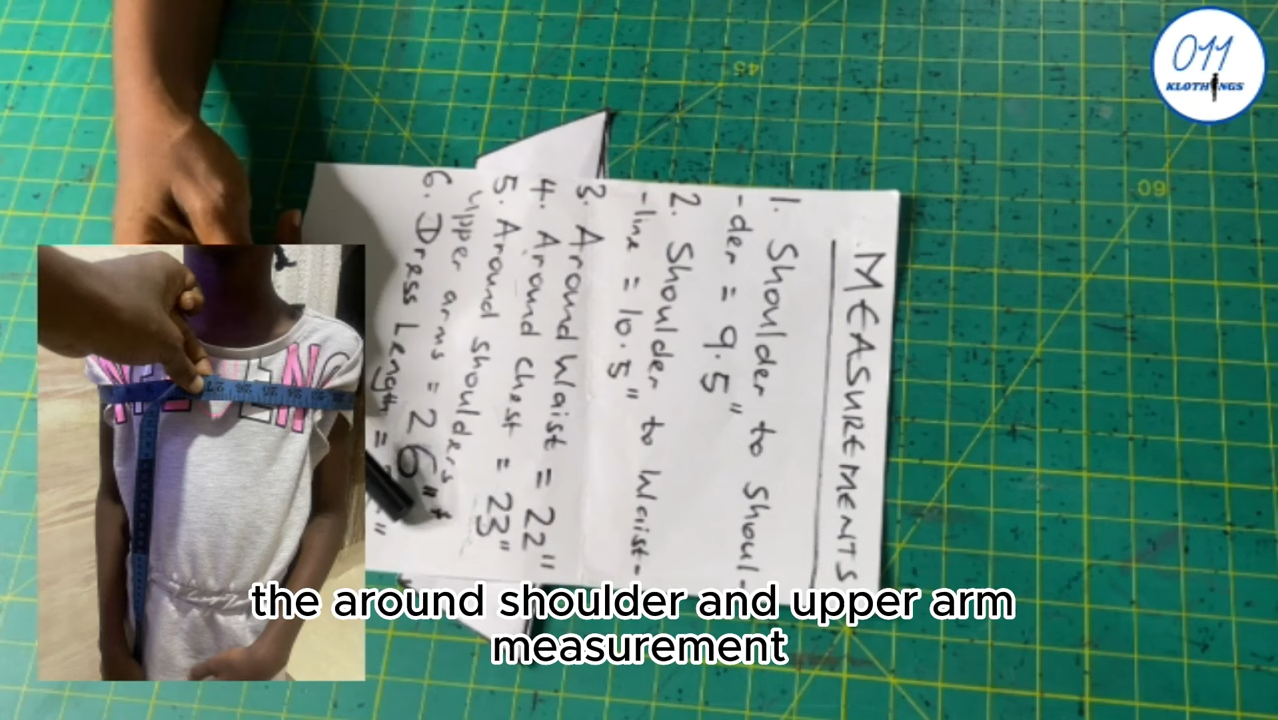 MEASUREMENTS
1. Shoulder to Shoul-
-der = 9.5"
2. Shoulder to Waist-
-line = 10.5"
3. Around Waist = 22"
4. Around Chest = 23"
5. Around Shoulders &
upper arms = 26"
6. Dress Length =
011
KLOTHINGS
45
60
the around shoulder and upper arm
measurement